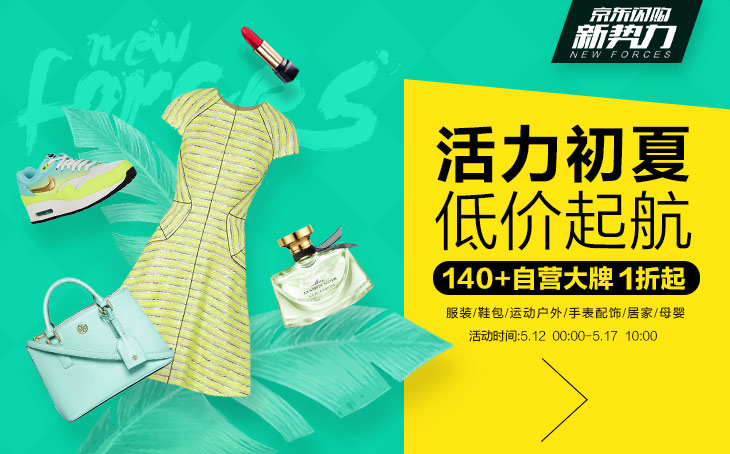 京东闪购
新势力
NEW FORCES
new
forces
活力初夏
低价起航
140+自营大牌 1折起
服装/鞋包/运动户外/手表配饰/居家/母婴
活动时间:5.12 00:00-5.17 10:00